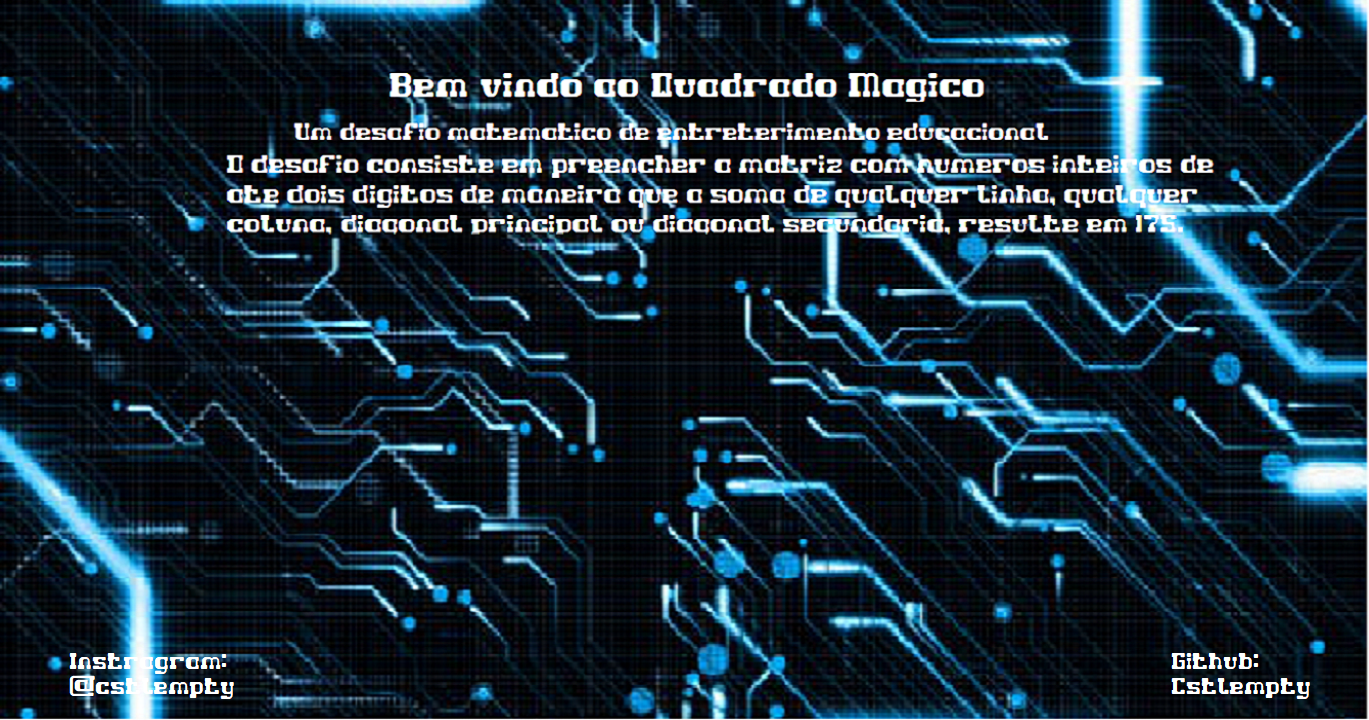 Bem vindo ao Quadrado Magico
Um desafio matematico de entreterimento educacional
O desafio consiste em preencher a matriz com numeros inteiros de
ate dois digitos de maneira que a soma de qualquer linha, qualquer
coluna, diagonal principal ou diagonal secundaria, resulte em 175.
Instragram:
@cstlempty
Github:
Cstlempty